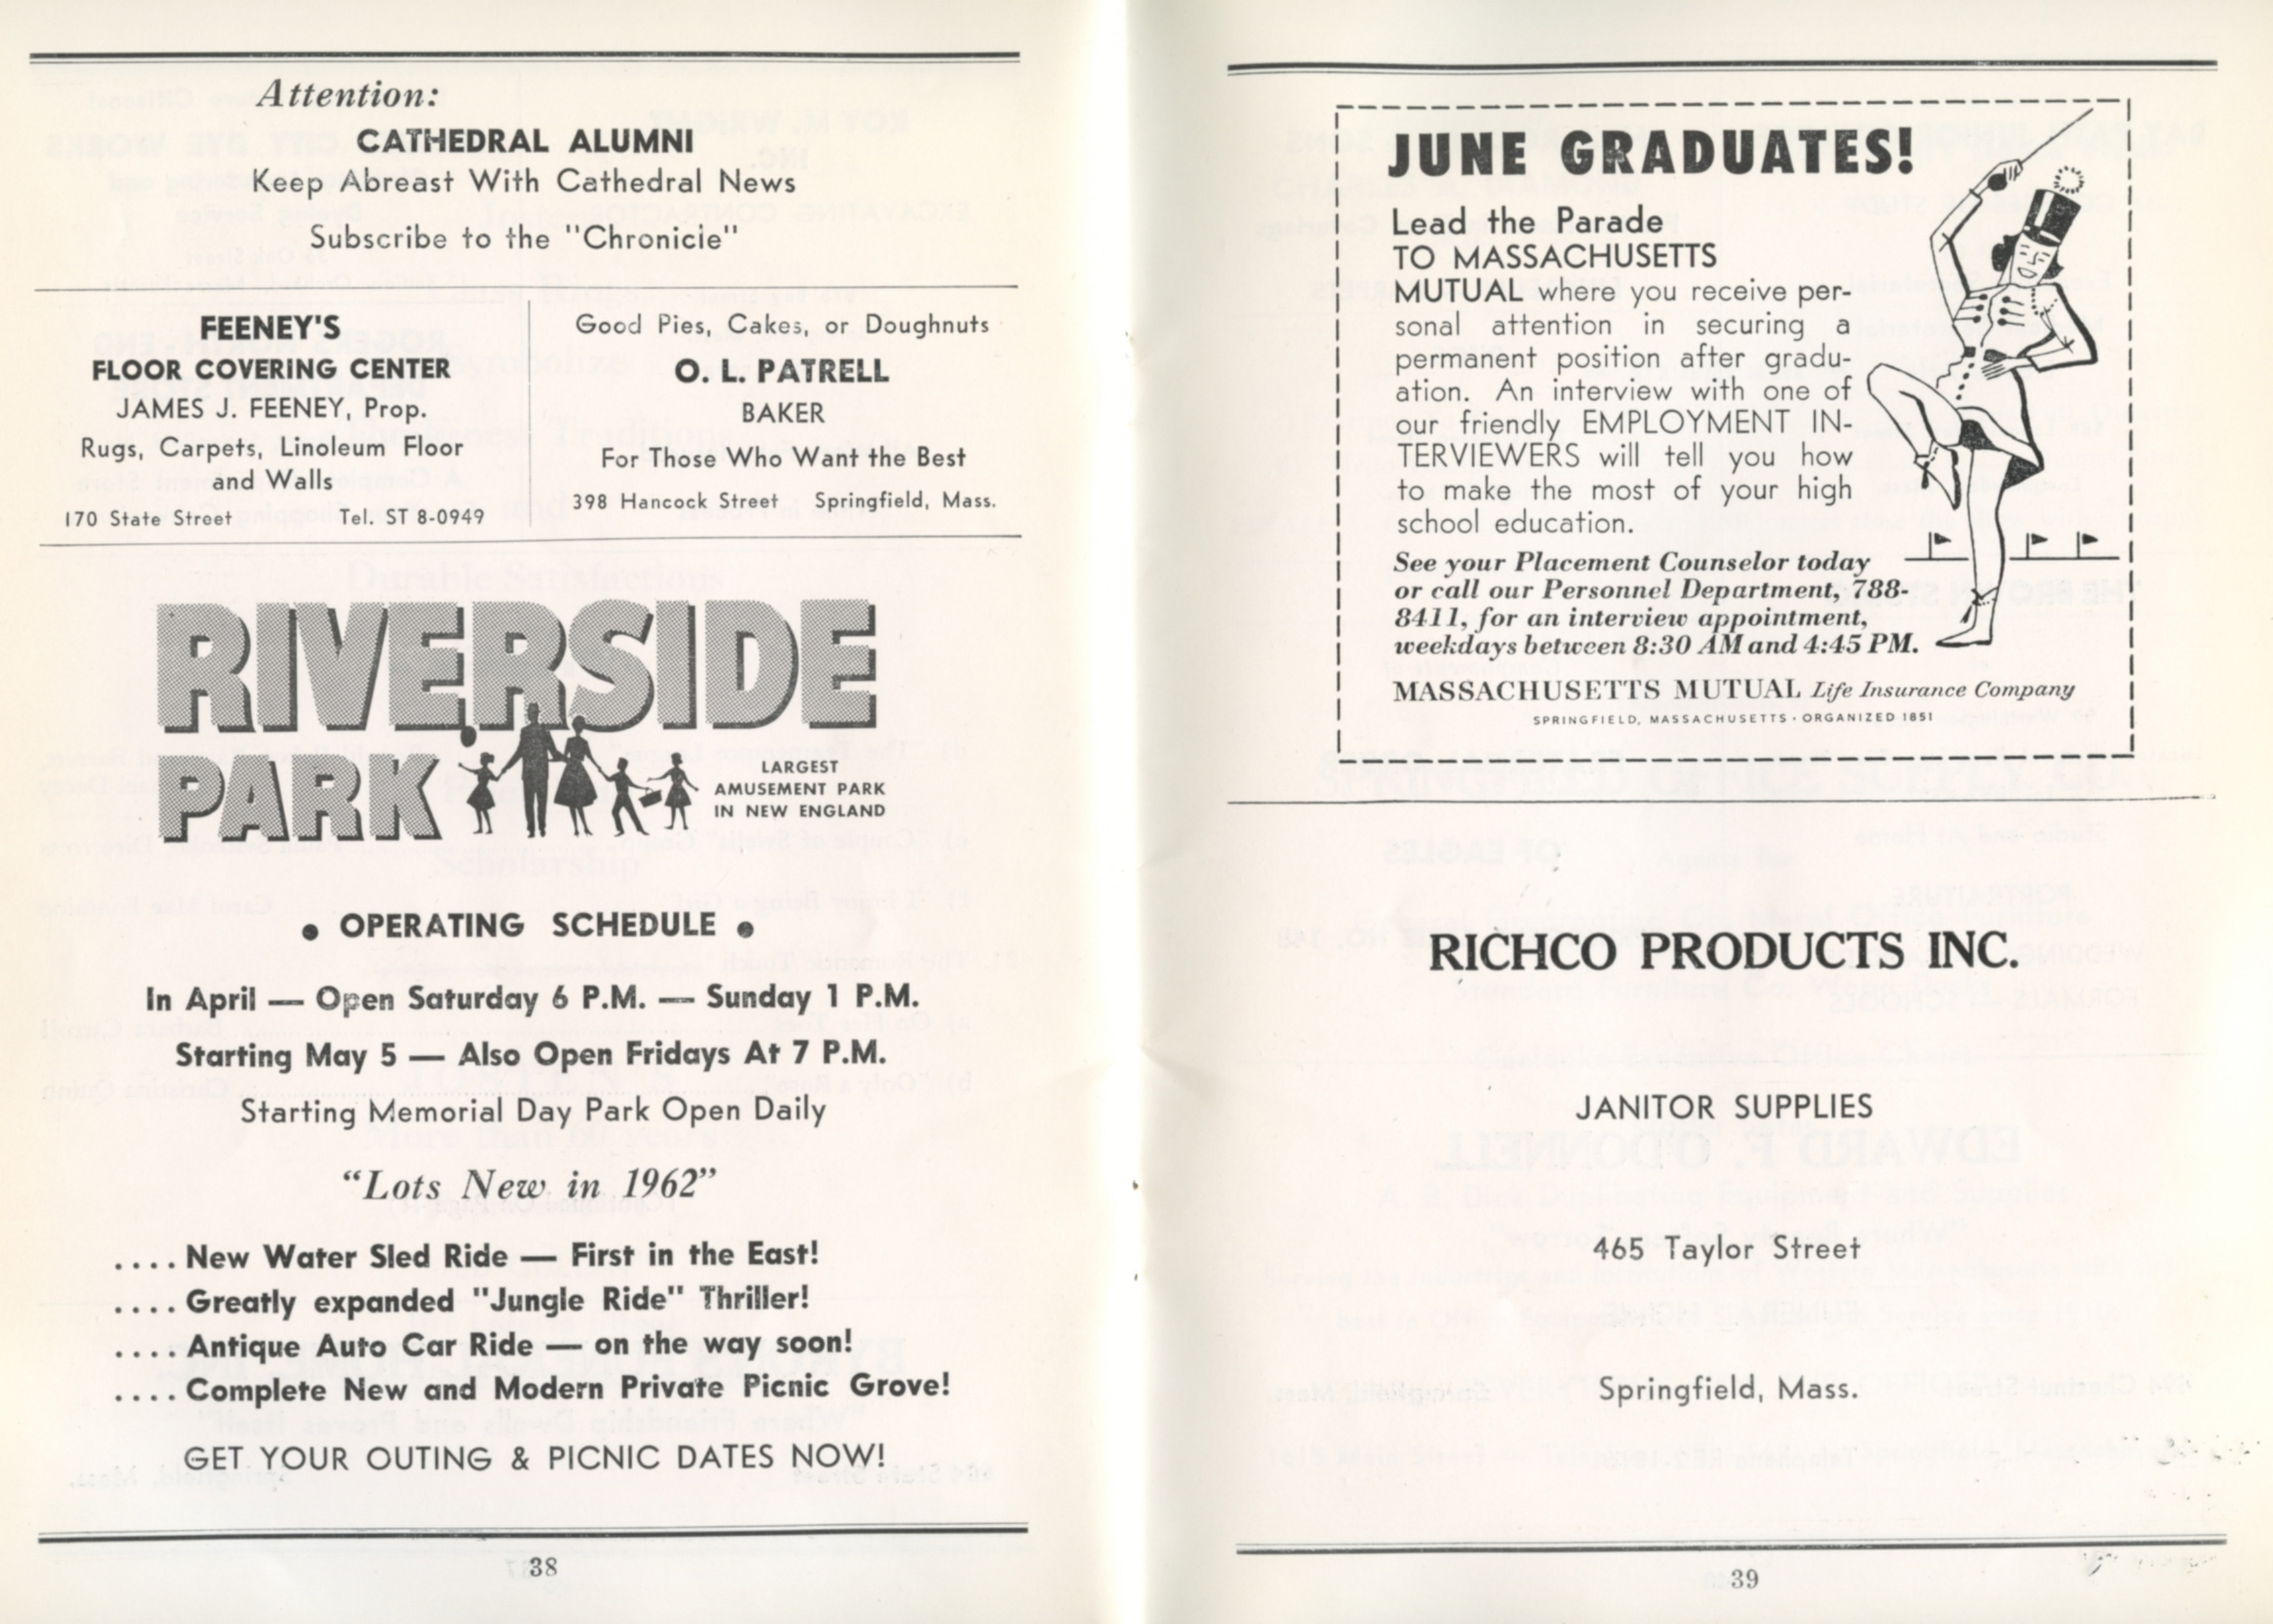 Attention:
CATHEDRAL ALUMNI
Keep Abreast With Cathedral News
Subscribe to the "Chronicie"
FEENEY'S
FLOOR COVERING CENTER
JAMES J. FEENEY, Prop.
Rugs, Carpets, Linoleum Floor
and Walls
170 State Street Tel. ST 8-0949
Good Pies, Cakes, or Doughnuts
O. L. PATRELL
BAKER
For Those Who Want the Best
398 Hancock Street Springfield, Mass.
RIVERSIDE
PARK
LARGEST
AMUSEMENT PARK
IN NEW ENGLAND
• OPERATING SCHEDULE •
In April — Open Saturday 6 P.M. — Sunday 1 P.M.
Starting May 5 — Also Open Fridays At 7 P.M.
Starting Memorial Day Park Open Daily
"Lots New in 1962"
.... New Water Sled Ride — First in the East!
.... Greatly expanded "Jungle Ride" Thriller!
.... Antique Auto Car Ride — on the way soon!
.... Complete New and Modern Private Picnic Grove!
GET YOUR OUTING & PICNIC DATES NOW!
38
JUNE GRADUATES!
Lead the Parade
TO MASSACHUSETTS
MUTUAL where you receive per-
sonal attention in securing a
permanent position after gradu-
ation. An interview with one of
our friendly EMPLOYMENT IN-
TERVIEWERS will tell you how
to make the most of your high
school education.
See your Placement Counselor today
or call our Personnel Department, 788-
8411, for an interview appointment,
weekdays between 8:30 AM and 4:45 PM.
MASSACHUSETTS MUTUAL Life Insurance Company
SPRINGFIELD, MASSACHUSETTS · ORGANIZED 1851
RICHCO PRODUCTS INC.
JANITOR SUPPLIES
465 Taylor Street
Springfield, Mass.
39